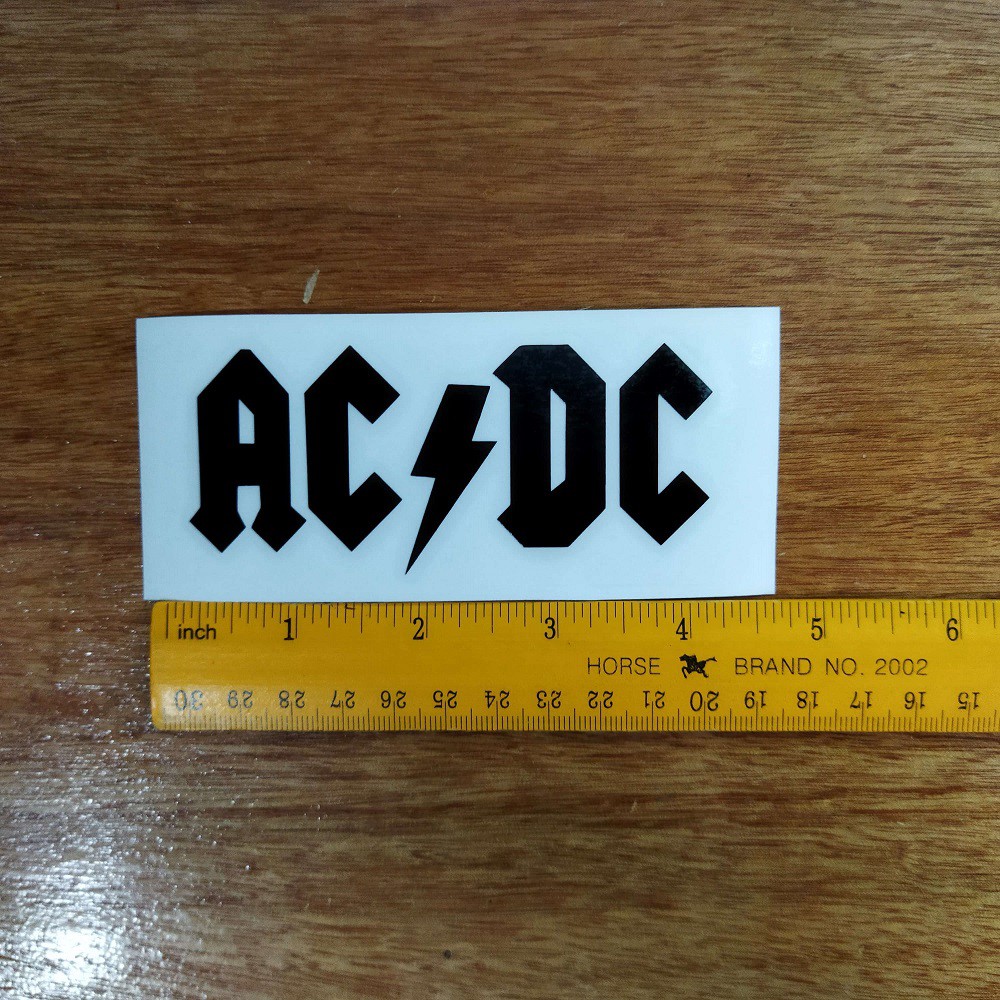 AC⚡DC
inch 1 2 3 4 5 6
HORSE BRAND NO. 2002
30 29 28 27 26 25 24 23 22 21 20 19 18 17 16 15